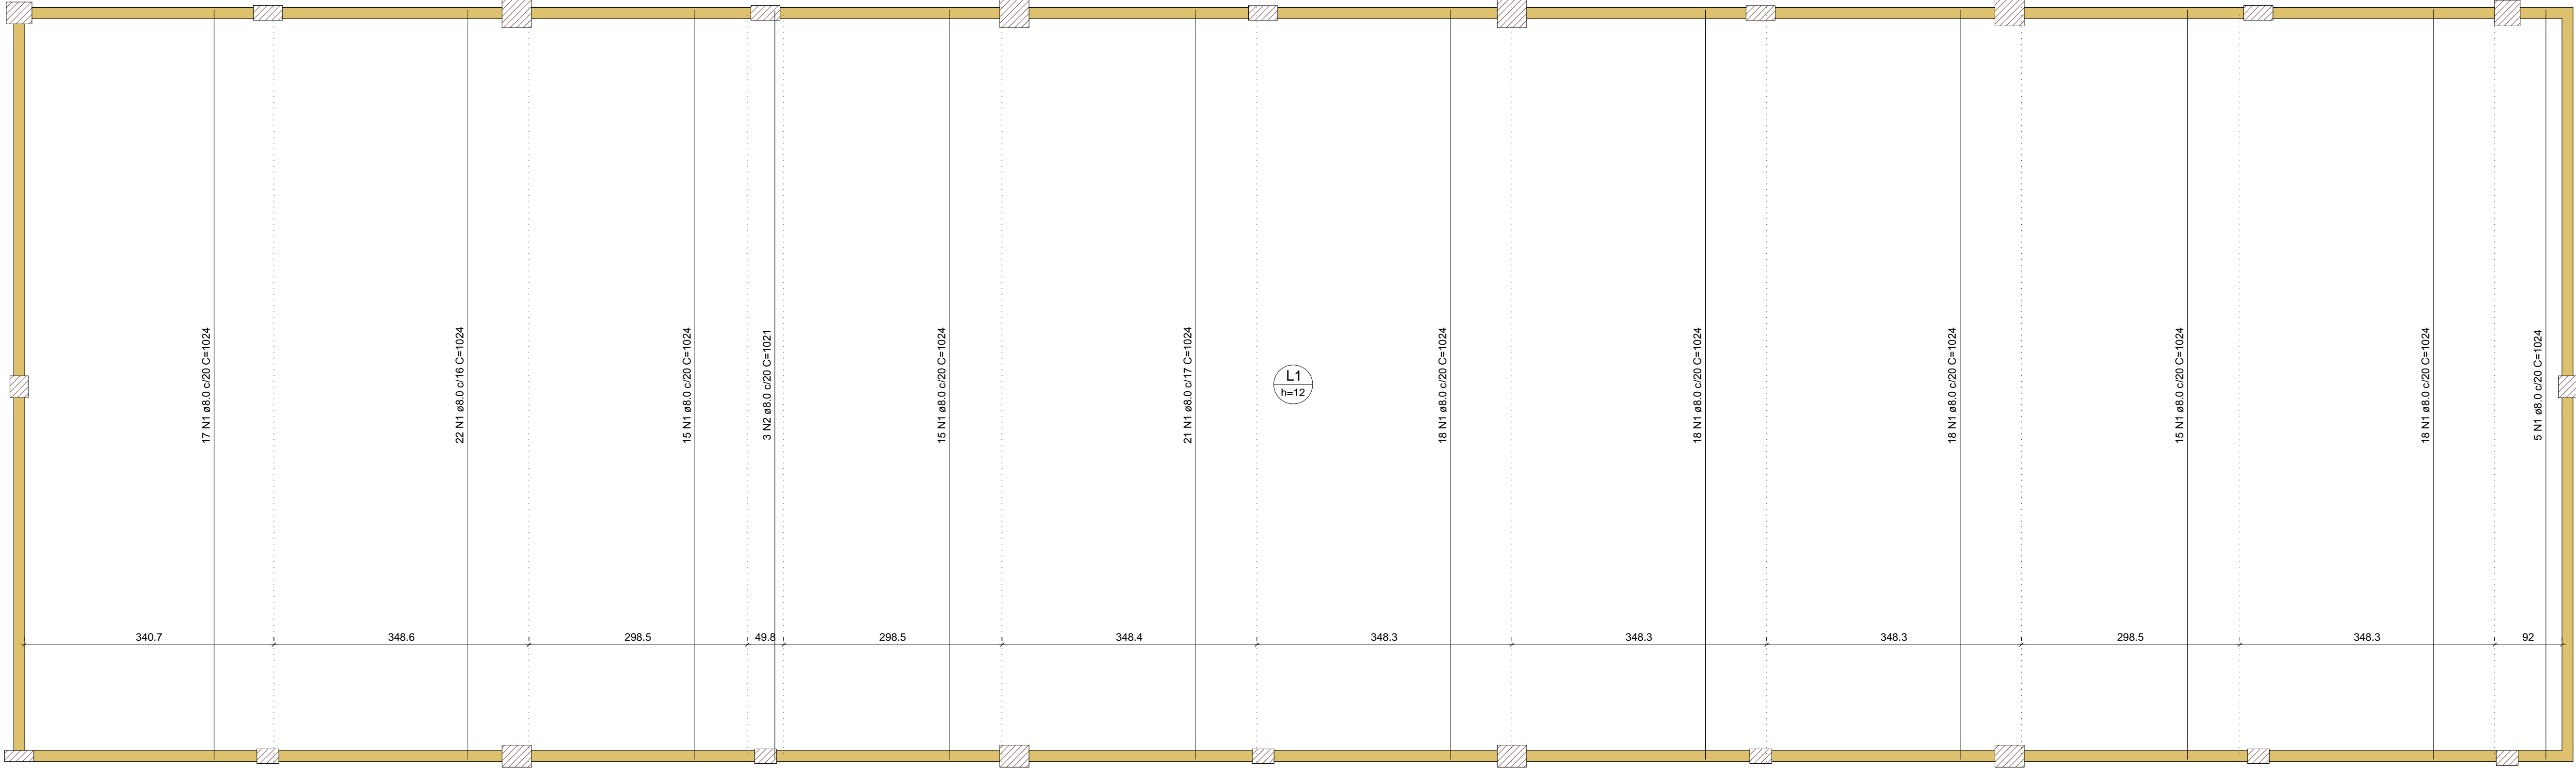 17 N1 ø8.0 c/20 C=1024
22 N1 ø8.0 c/16 C=1024
15 N1 ø8.0 c/20 C=1024
3 N2 ø8.0 c/20 C=1021
15 N1 ø8.0 c/20 C=1024
21 N1 ø8.0 c/17 C=1024
L1
h=12
18 N1 ø8.0 c/20 C=1024
18 N1 ø8.0 c/20 C=1024
18 N1 ø8.0 c/20 C=1024
15 N1 ø8.0 c/20 C=1024
18 N1 ø8.0 c/20 C=1024
5 N1 ø8.0 c/20 C=1024
340.7
348.6
298.5
49.8
298.5
348.4
348.3
348.3
348.3
298.5
348.3
92